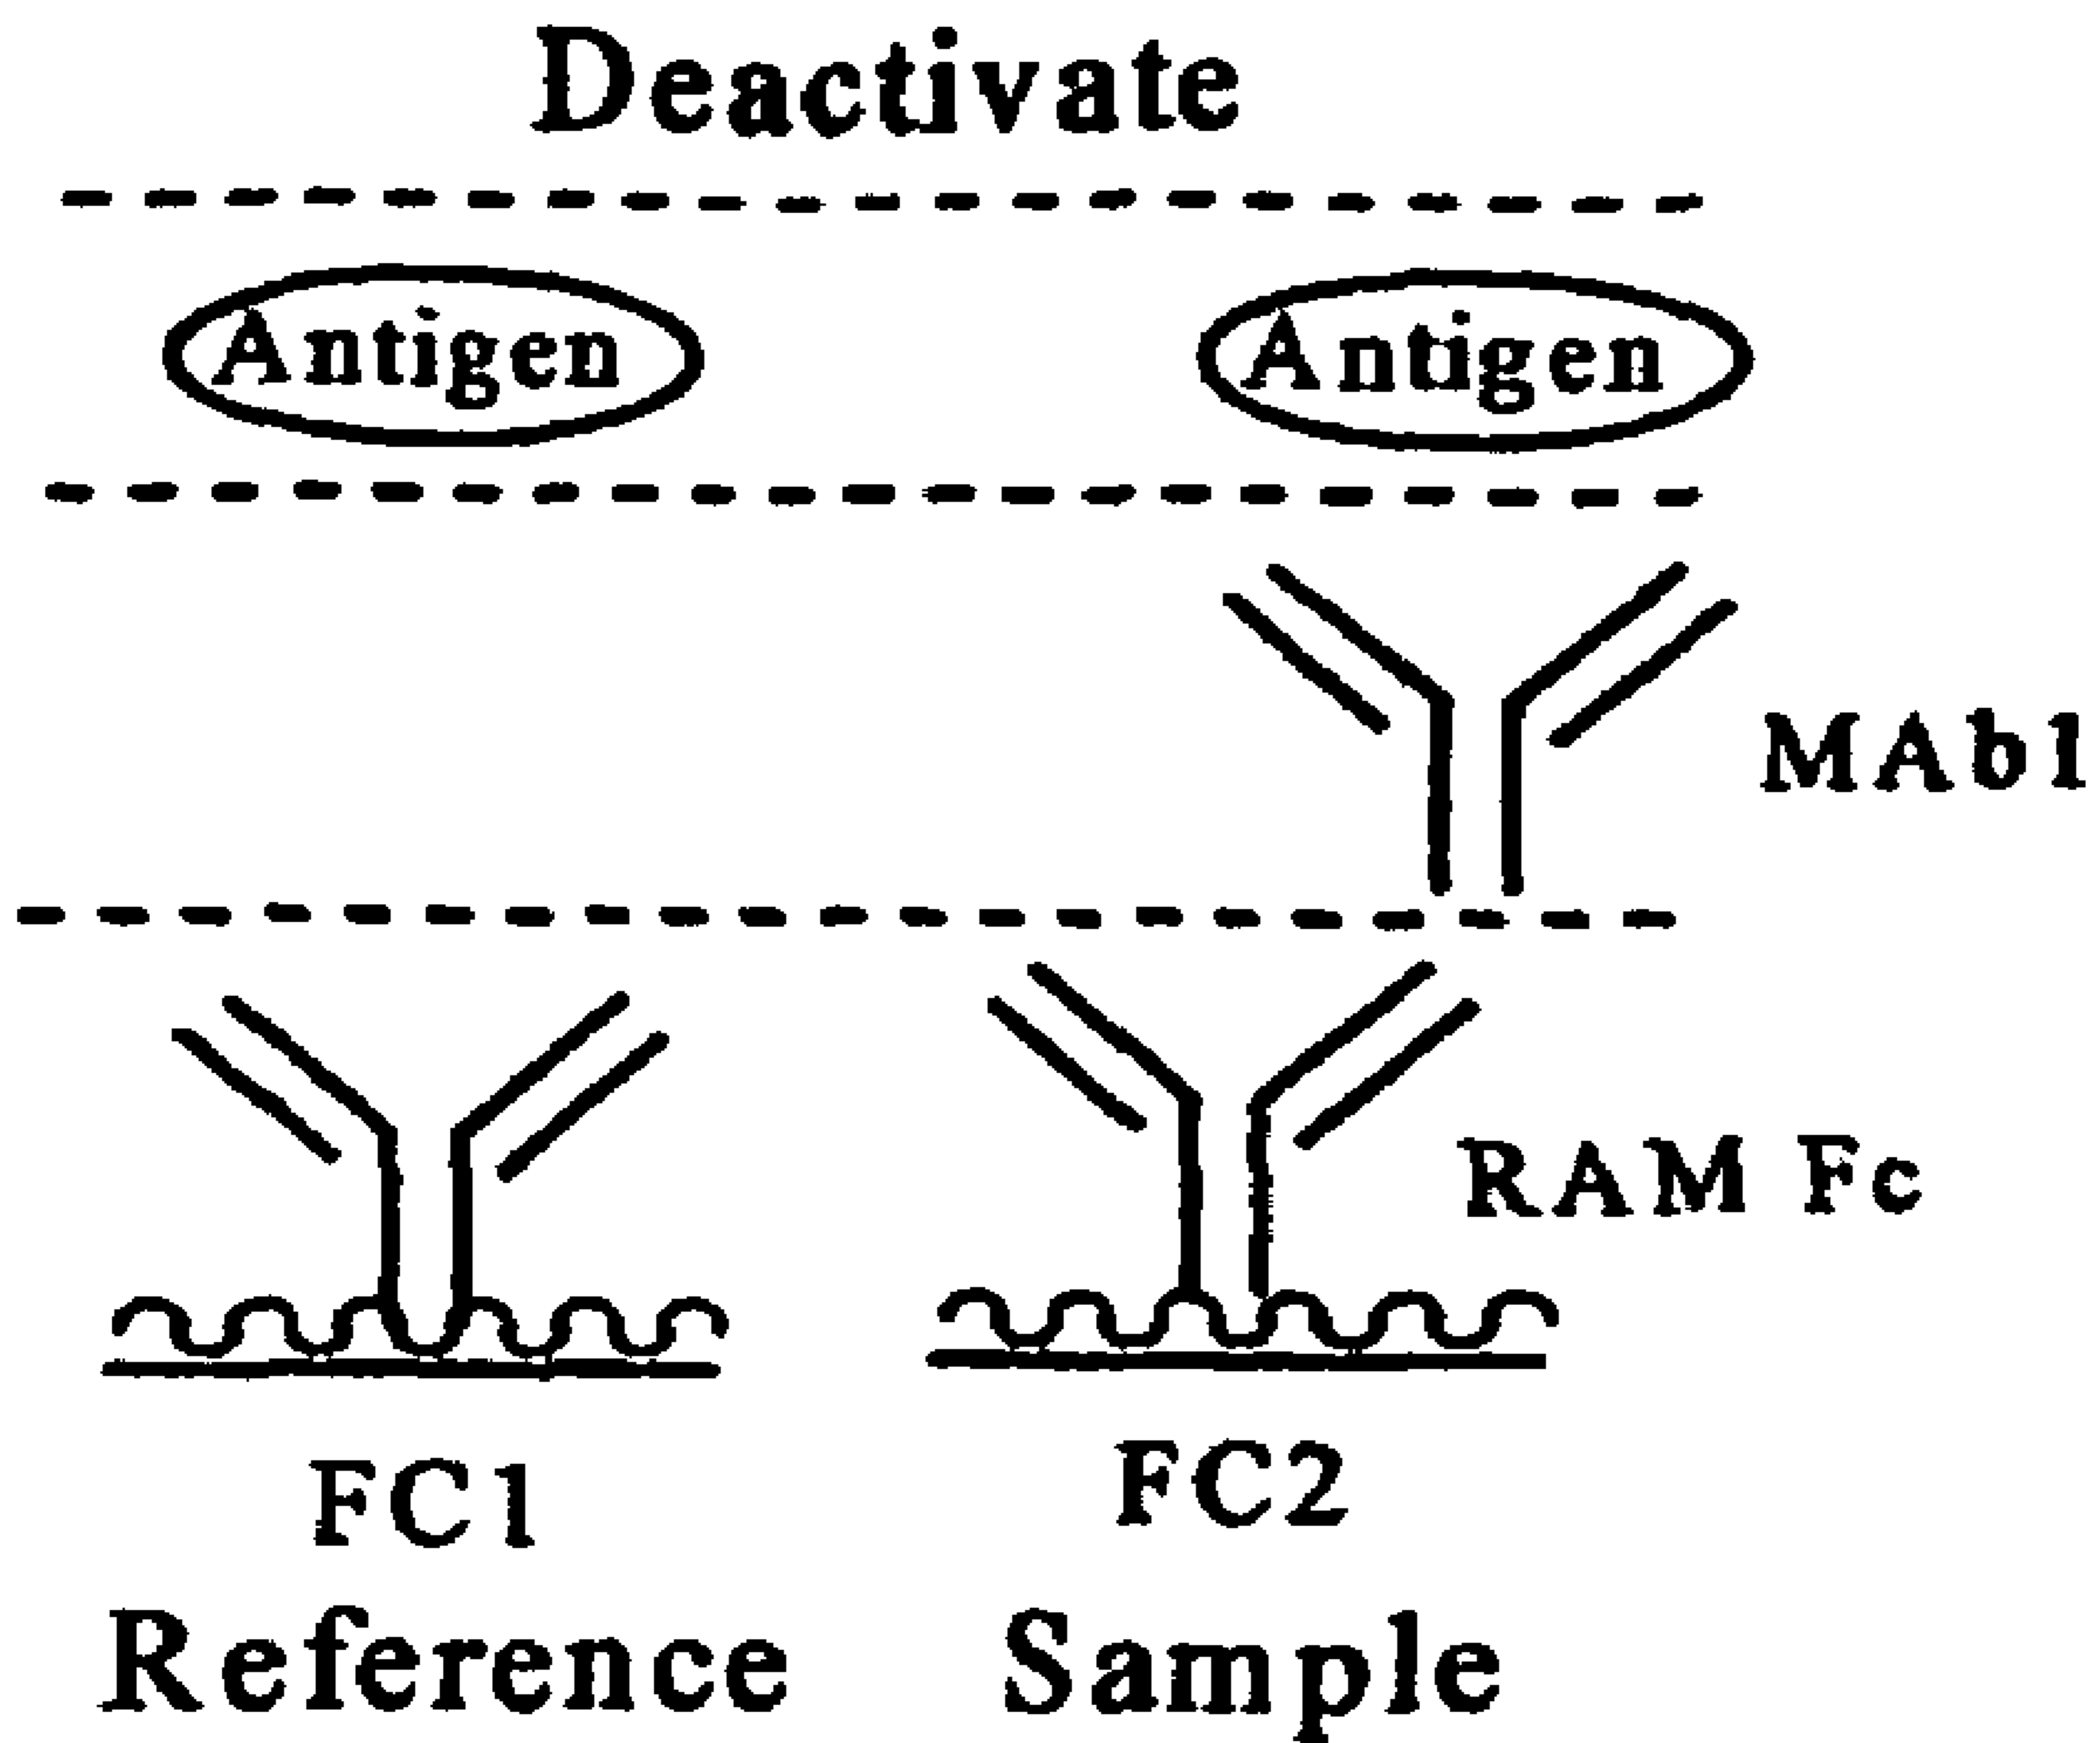 Deactivate
Antigen Antigen
MAb1
RAM Fc
FC1 FC2
Reference Sample